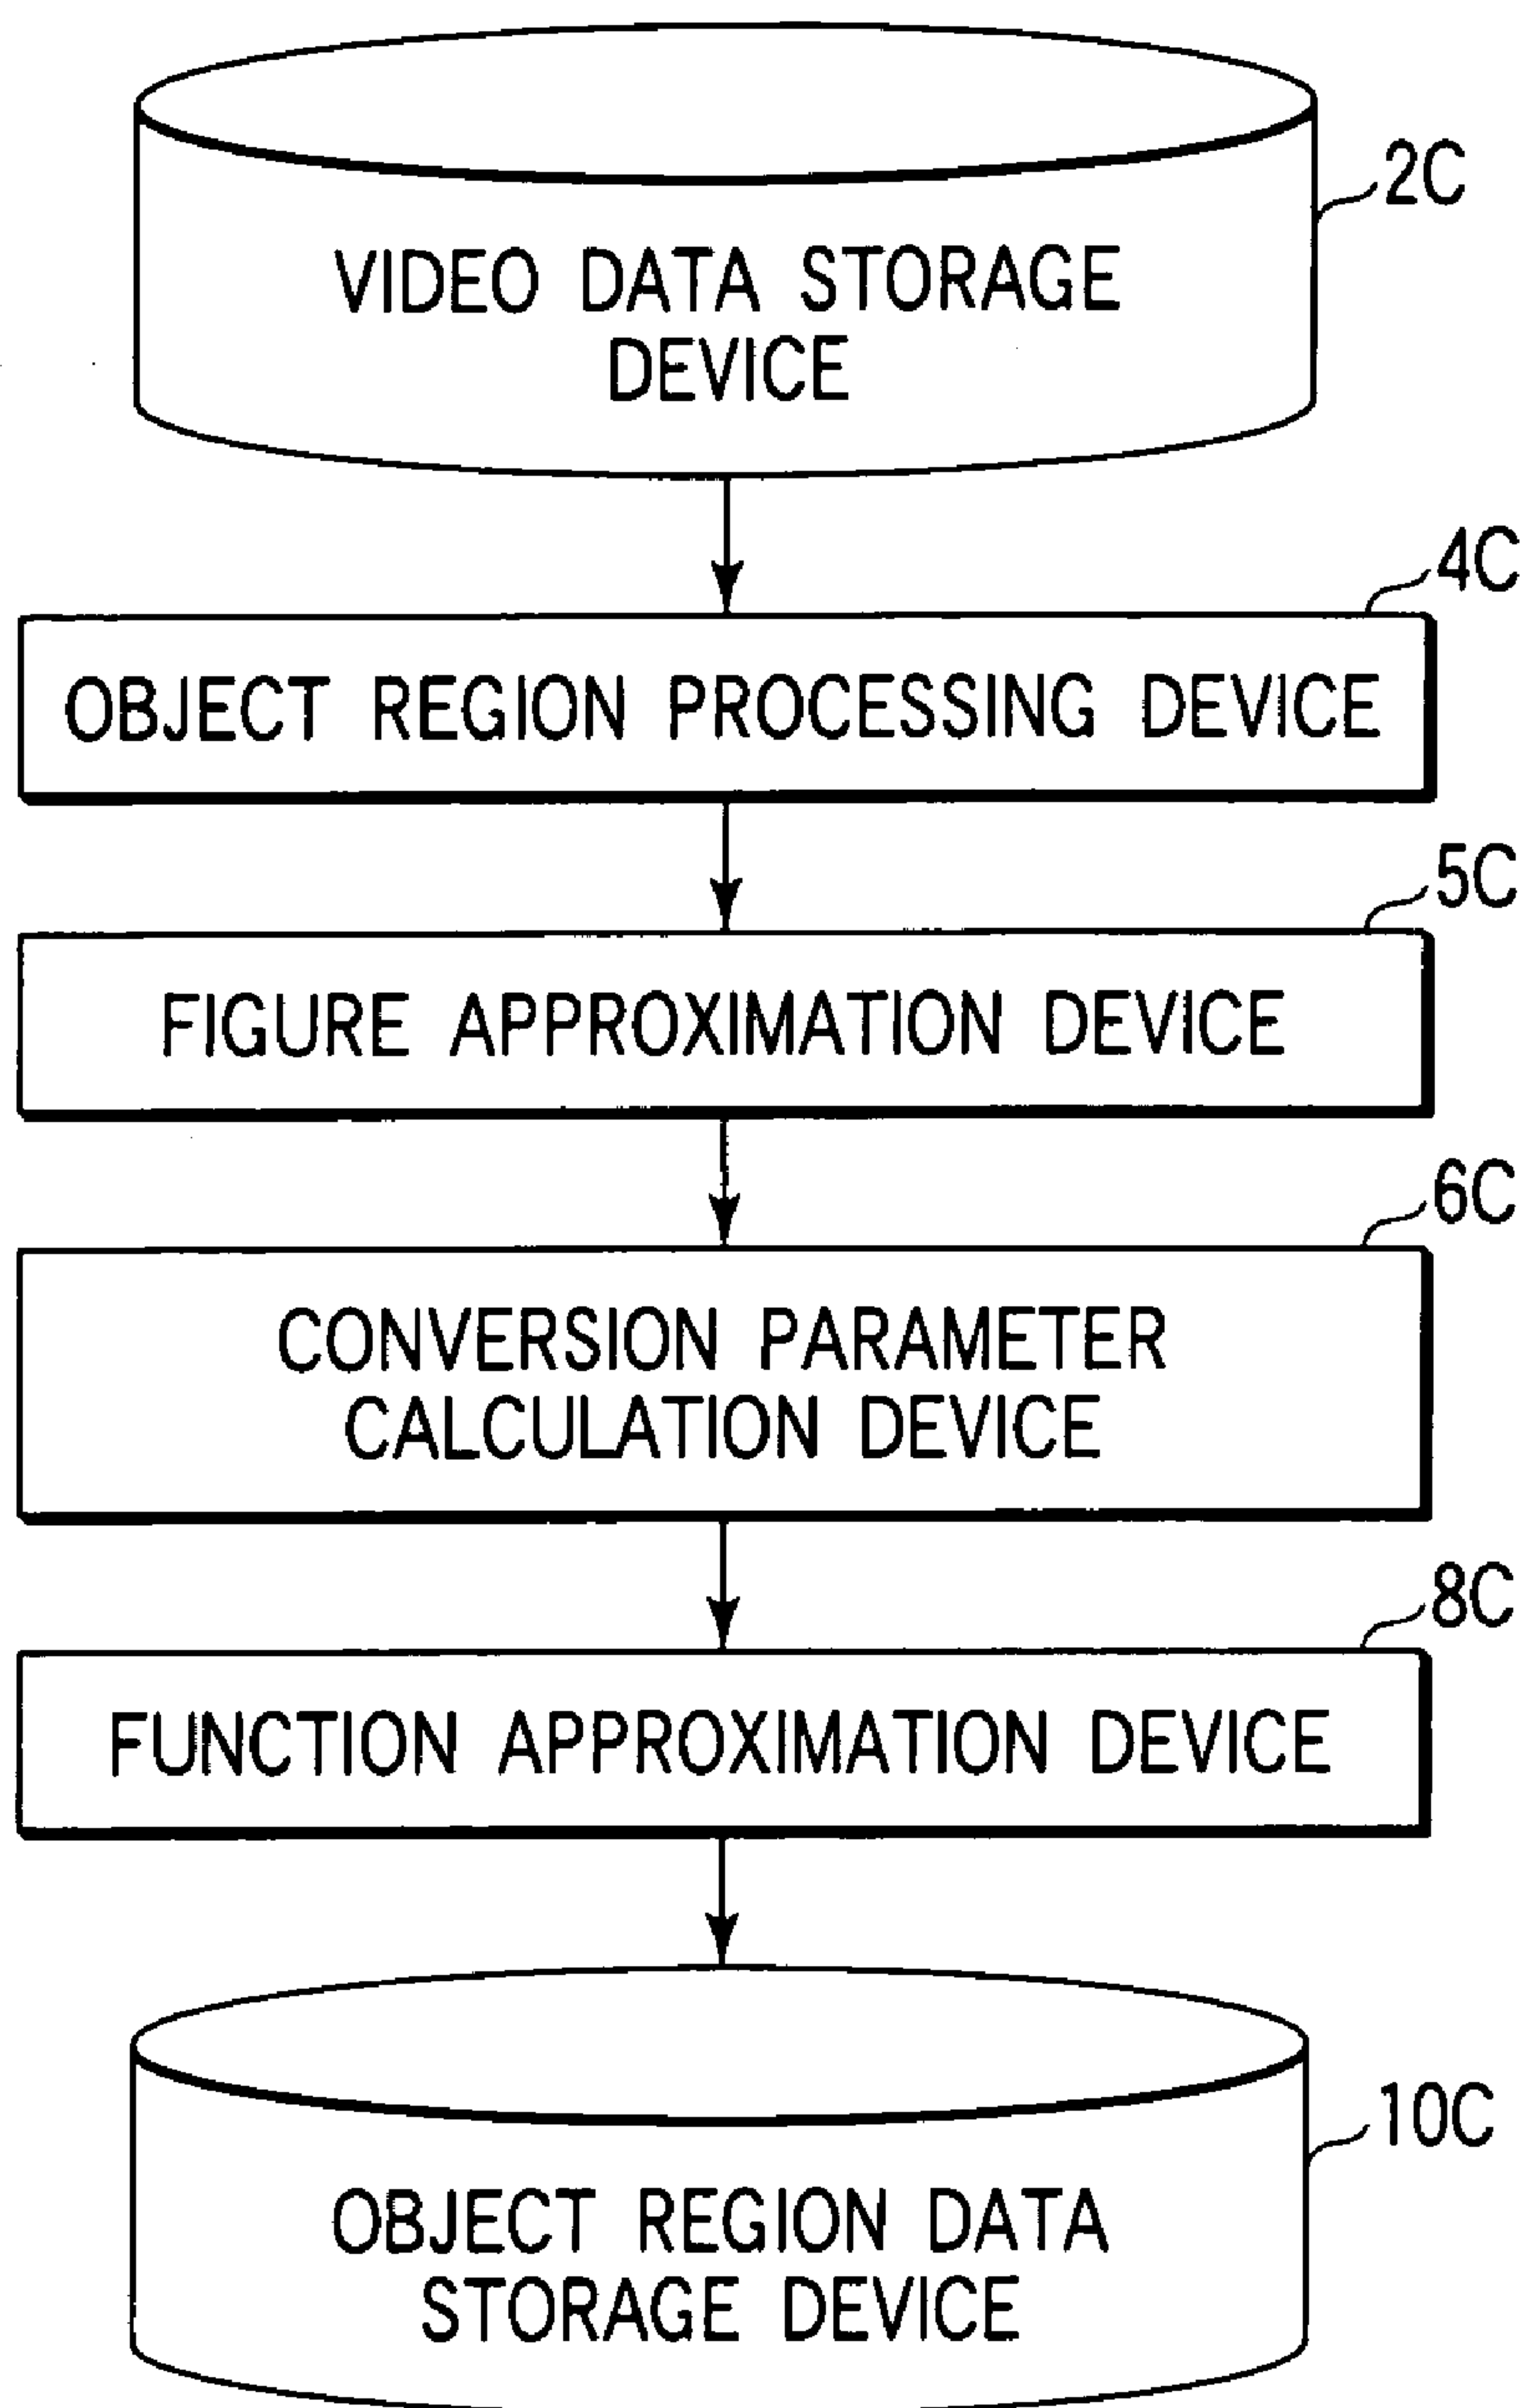 2C
VIDEO DATA STORAGE
DEVICE
4C
OBJECT REGION PROCESSING DEVICE
5C
FIGURE APPROXIMATION DEVICE
6C
CONVERSION PARAMETER
CALCULATION DEVICE
8C
FUNCTION APPROXIMATION DEVICE
10C
OBJECT REGION DATA
STORAGE DEVICE